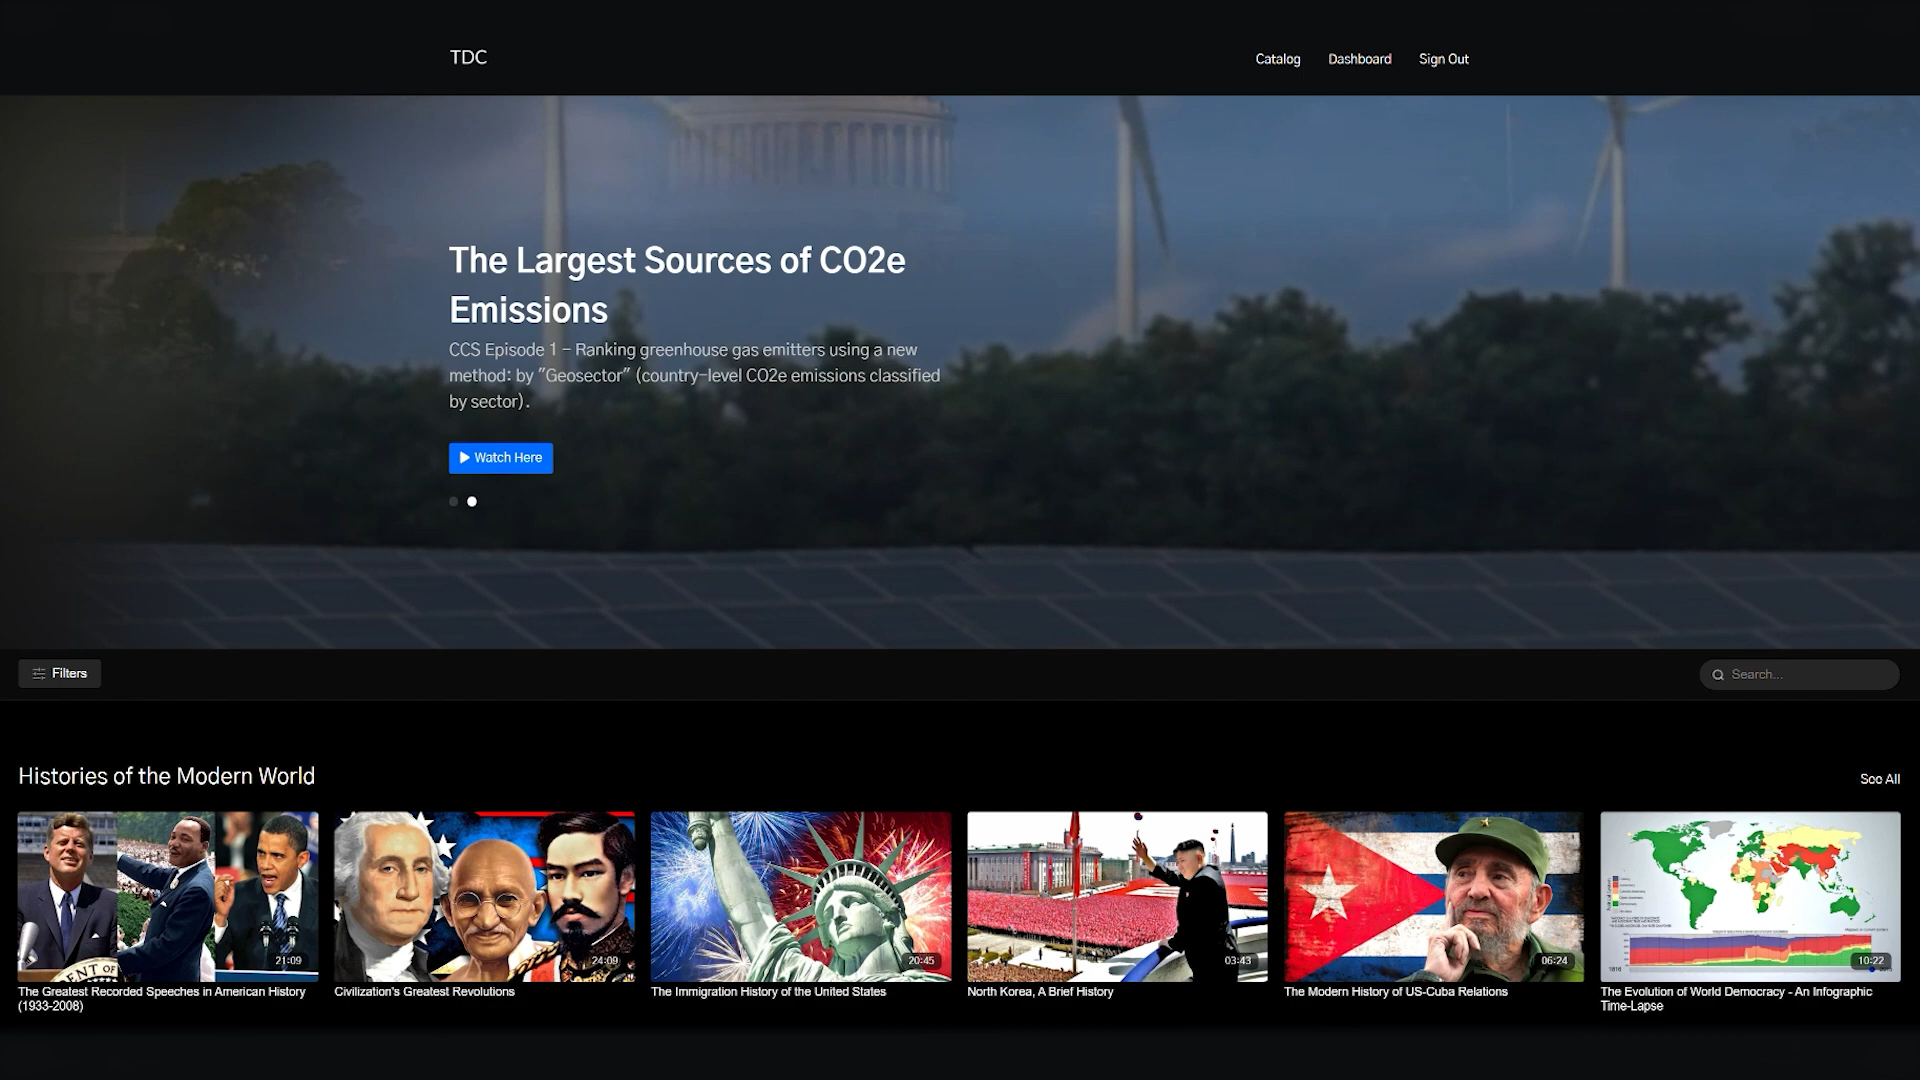 TDC
Catalog
Dashboard
Sign Out
The Largest Sources of CO2e
Emissions
CCS Episode 1 - Ranking greenhouse gas emitters using a new
method: by "Geosector" (country-level CO2e emissions classified
by sector).
Watch Here
Filters
Search...
Histories of the Modern World
See All
21:09
24:09
20:45
03:43
06:24
10:22
The Greatest Recorded Speeches in American History
(1933-2008)
Civilization's Greatest Revolutions
The Immigration History of the United States
North Korea, A Brief History
The Modern History of US-Cuba Relations
The Evolution of World Democracy - An Infographic
Time-Lapse